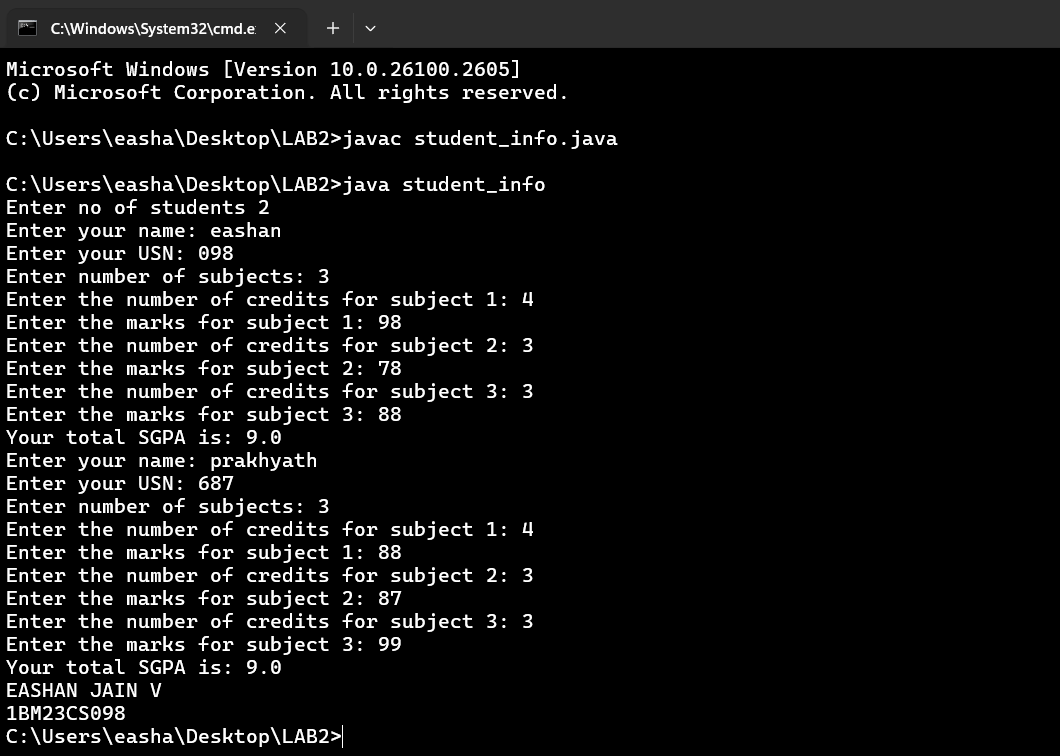 C:\Windows\System32\cmd.e
Microsoft Windows [Version 10.0.26100.2605]
(c) Microsoft Corporation. All rights reserved.
C:\Users\easha\Desktop\LAB2>javac student_info.java
C:\Users\easha\Desktop\LAB2>java student_info
Enter no of students 2
Enter your name: eashan
Enter your USN: 098
Enter number of subjects: 3
Enter the number of credits for subject 1: 4
Enter the marks for subject 1: 98
Enter the number of credits for subject 2: 3
Enter the marks for subject 2: 78
Enter the number of credits for subject 3: 3
Enter the marks for subject 3: 88
Your total SGPA is: 9.0
Enter your name: prakhyath
Enter your USN: 687
Enter number of subjects: 3
Enter the number of credits for subject 1: 4
Enter the marks for subject 1: 88
Enter the number of credits for subject 2: 3
Enter the marks for subject 2: 87
Enter the number of credits for subject 3: 3
Enter the marks for subject 3: 99
Your total SGPA is: 9.0
EASHAN JAIN V
1BM23CS098
C:\Users\easha\Desktop\LAB2>